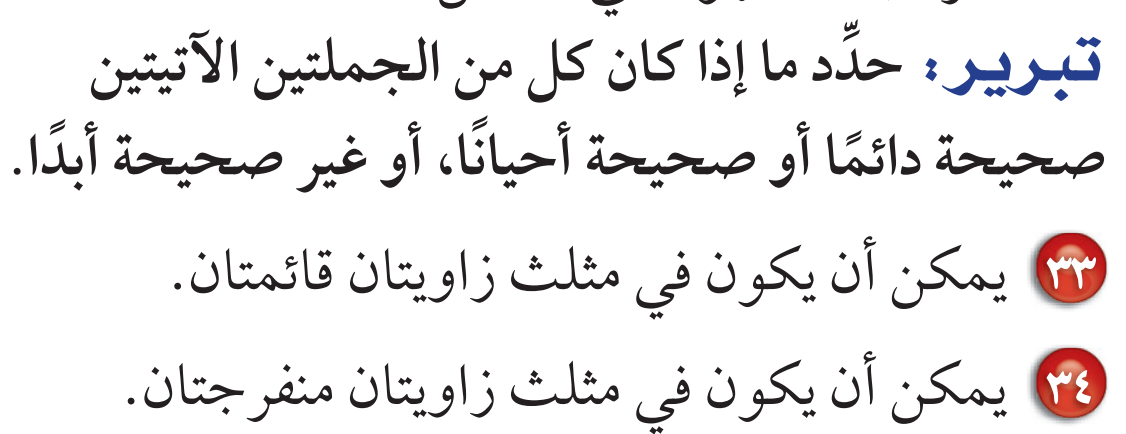 تبرير: حدِّد ما إذا كان كل من الجملتين الآتيتين
صحيحة دائمًا أو صحيحة أحيانًا، أو غير صحيحة أبدًا.
٣٣ يمكن أن يكون في مثلث زاويتان قائمتان.
٣٤ يمكن أن يكون في مثلث زاويتان منفرجتان.